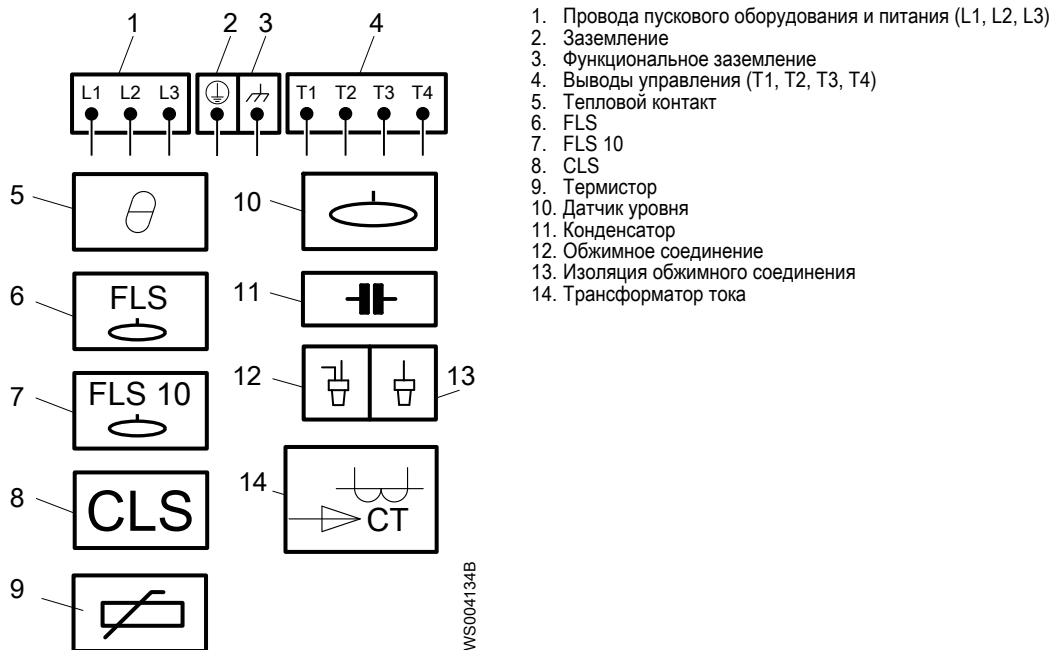 1 2 3 4
L1 L2 L3 T1 T2 T3 T4
5
10
6 FLS
11
7 FLS 10
12 13
8 CLS
14 CT
9
WS004134B
1. Провода пускового оборудования и питания (L1, L2, L3)
2. Заземление
3. Функциональное заземление
4. Выводы управления (T1, T2, T3, T4)
5. Тепловой контакт
6. FLS
7. FLS 10
8. CLS
9. Термистор
10. Датчик уровня
11. Конденсатор
12. Обжимное соединение
13. Изоляция обжимного соединения
14. Трансформатор тока